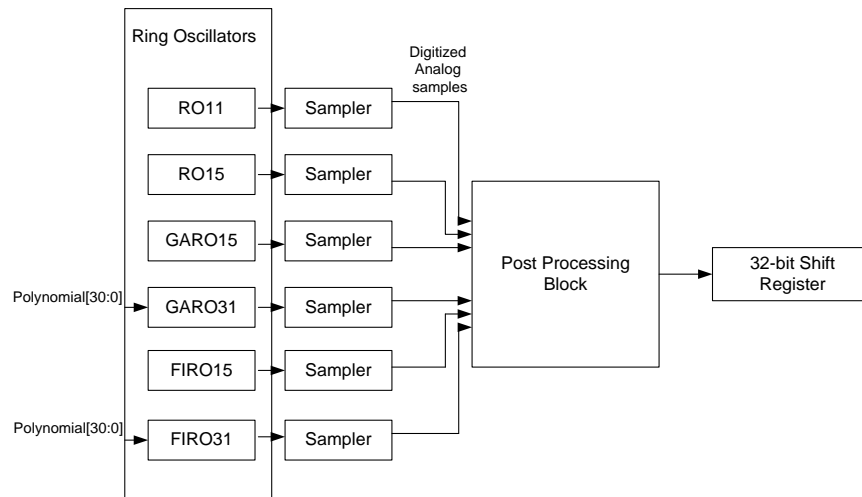 Ring Oscillators
Digitized
Analog
samples
RO11
Sampler
RO15
Sampler
GARO15
Sampler
Post Processing
Block
32-bit Shift
Register
Polynomial[30:0]
GARO31
Sampler
FIRO15
Sampler
Polynomial[30:0]
FIRO31
Sampler